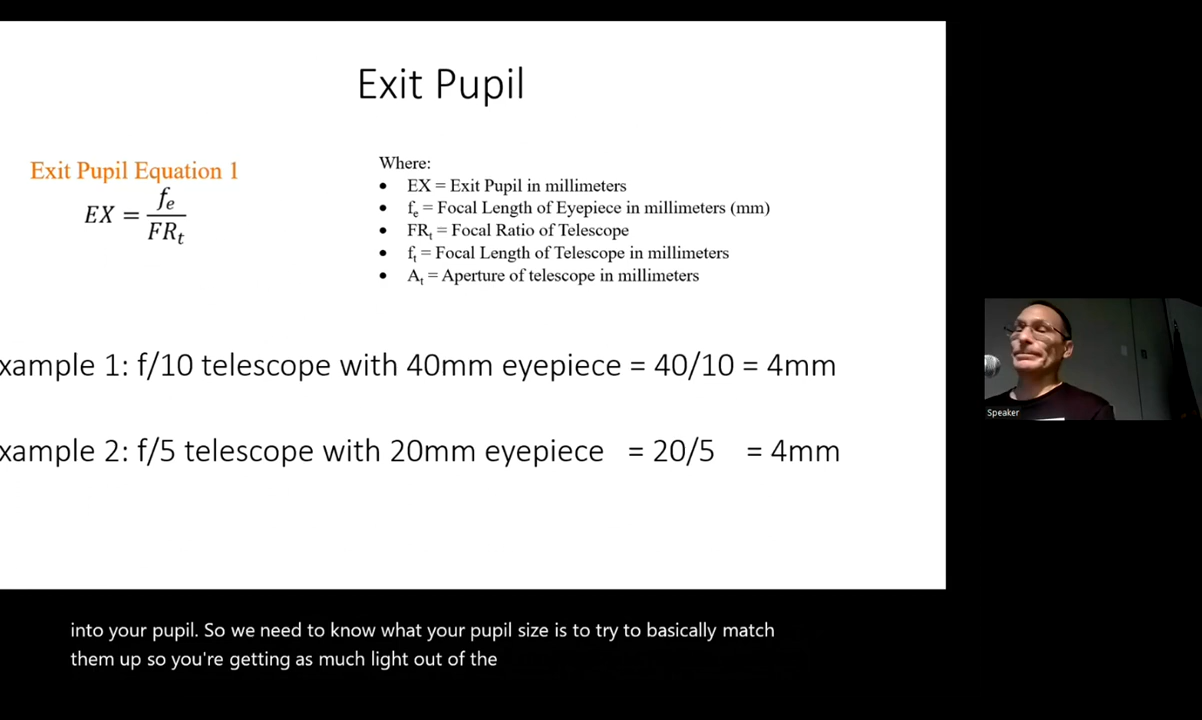 Exit Pupil
Exit Pupil Equation 1
EX = fₑ / FRₜ
Where:
• EX = Exit Pupil in millimeters
• fₑ = Focal Length of Eyepiece in millimeters (mm)
• FRₜ = Focal Ratio of Telescope
• fₜ = Focal Length of Telescope in millimeters
• Aₜ = Aperture of telescope in millimeters
xample 1: f/10 telescope with 40mm eyepiece = 40/10 = 4mm
xample 2: f/5 telescope with 20mm eyepiece = 20/5 = 4mm
Speaker
into your pupil. So we need to know what your pupil size is to try to basically match
them up so you're getting as much light out of the